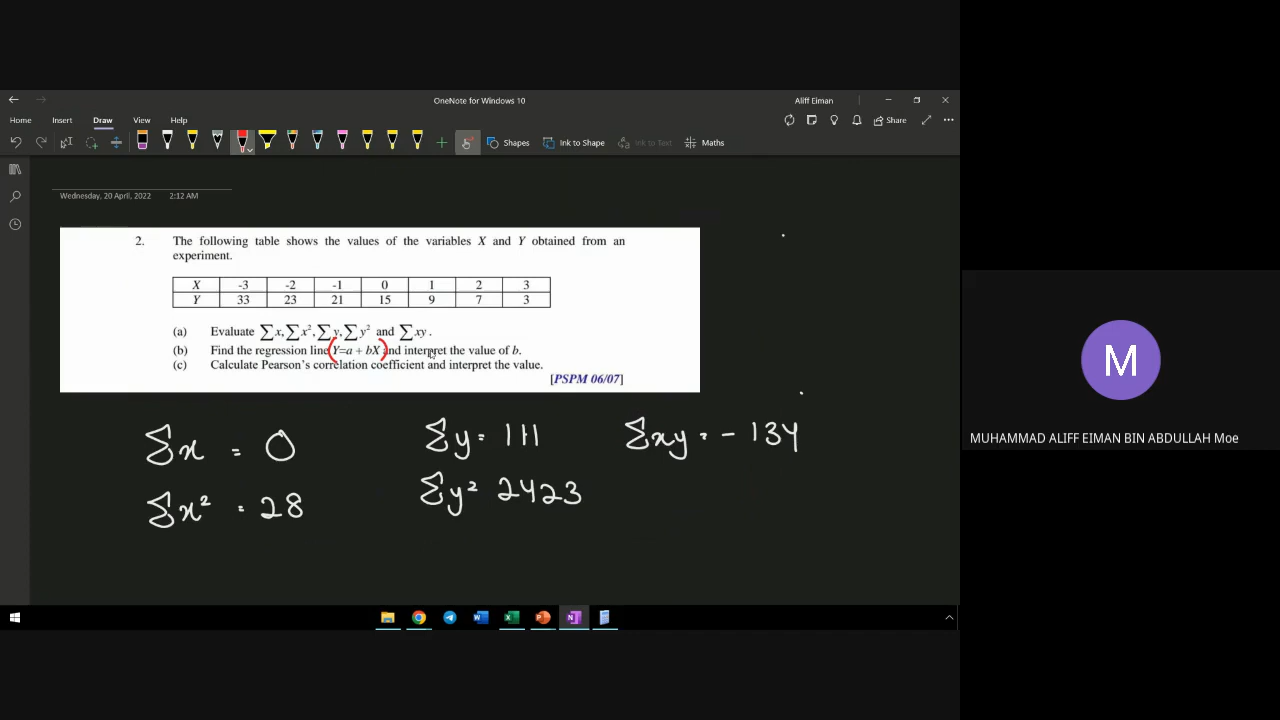 OneNote for Windows 10
Aliff Eiman
Home Insert Draw View Help
Share
Shapes Ink to Shape Ink to Text Maths
Wednesday, 20 April, 2022 2:12 AM
2. The following table shows the values of the variables X and Y obtained from an
experiment.
X -3 -2 -1 0 1 2 3
Y 33 23 21 15 9 7 3
(a) Evaluate ∑x, ∑x², ∑y, ∑y² and ∑xy.
(b) Find the regression line Y=a + bX and interpret the value of b.
(c) Calculate Pearson's correlation coefficient and interpret the value.
[PSPM 06/07]
∑x = 0 ∑y = 111 ∑xy = -134
∑x² = 28 ∑y² 2423
M
MUHAMMAD ALIFF EIMAN BIN ABDULLAH Moe